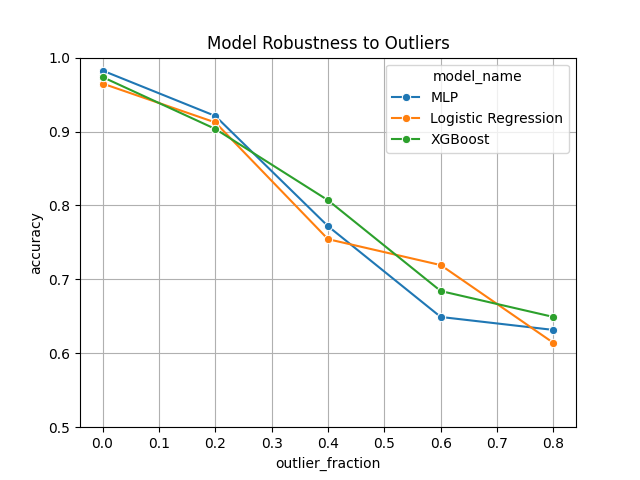 Model Robustness to Outliers
model_name
MLP
Logistic Regression
XGBoost
1.0
0.9
0.8
0.7
0.6
0.5
accuracy
0.0 0.1 0.2 0.3 0.4 0.5 0.6 0.7 0.8
outlier_fraction